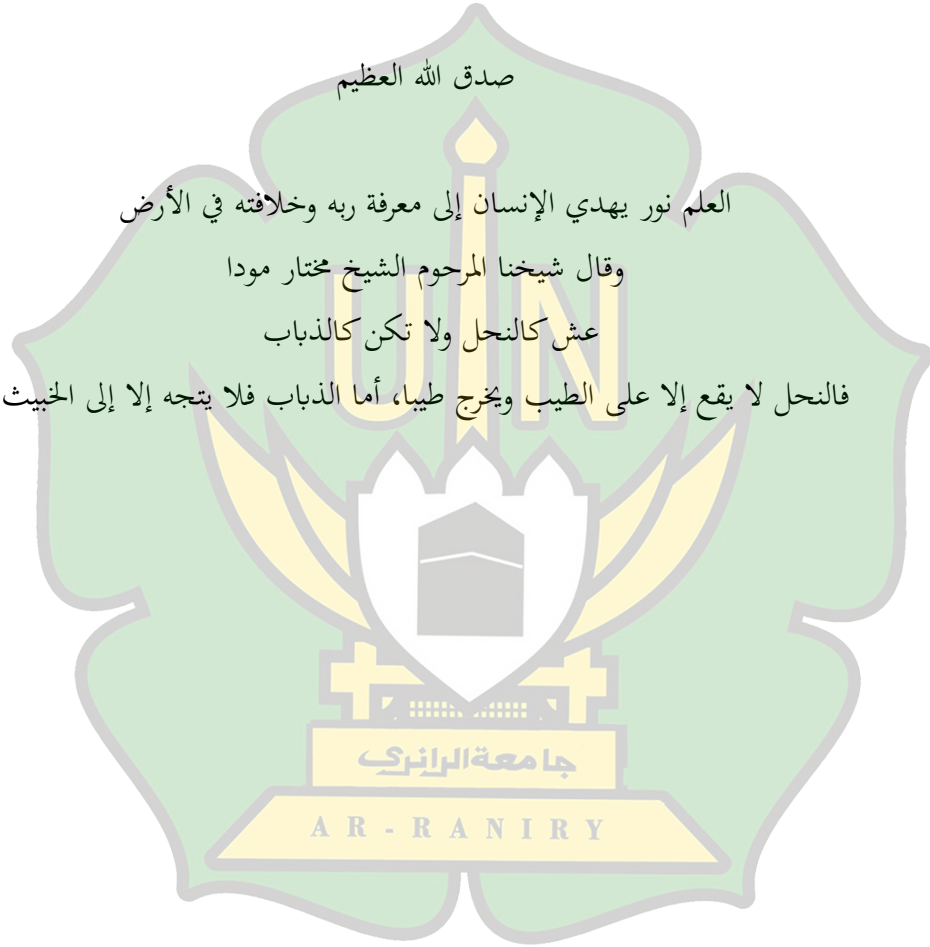 صدق الله العظيم
العلم نور يهدي الإنسان إلى معرفة ربه وخلافته في الأرض
وقال شيخنا المرحوم الشيخ مختار مودا
عش كالنحل ولا تكن كالذباب
فالنحل لا يقع إلا على الطيب ويخرج طيبا، أما الذباب فلا يتجه إلا إلى الخبيث
UIN
جامعة الرانري
AR-RANIRY